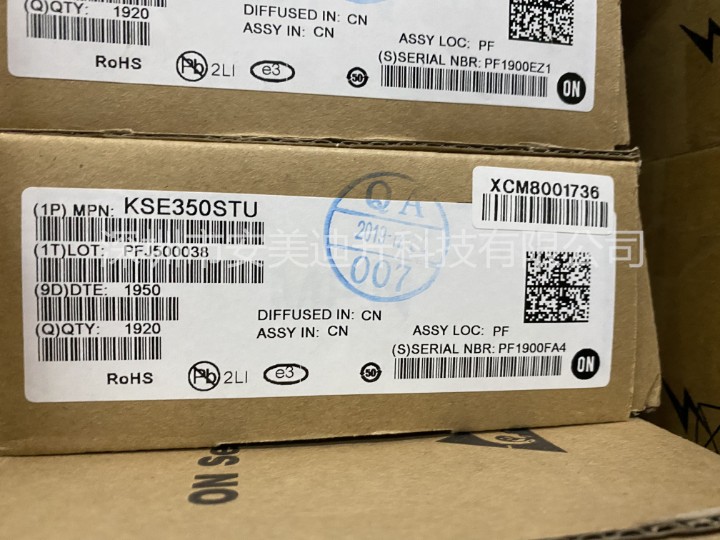 (Q)QTY: 1920
DIFFUSED IN: CN
ASSY IN: CN
ASSY LOC: PF
(S)SERIAL NBR: PF1900EZ1
RoHS
Pb 2LI
e3
50
ON
XCM8001736
(1P) MPN: KSE350STU
QA
007
(1T)LOT: PFJ500038
美迪科技有限公司
(9D)DTE: 1950
(Q)QTY: 1920
DIFFUSED IN: CN
ASSY IN: CN
ASSY LOC: PF
(S)SERIAL NBR: PF1900FA4
RoHS
Pb 2LI
e3
50
ON
ON